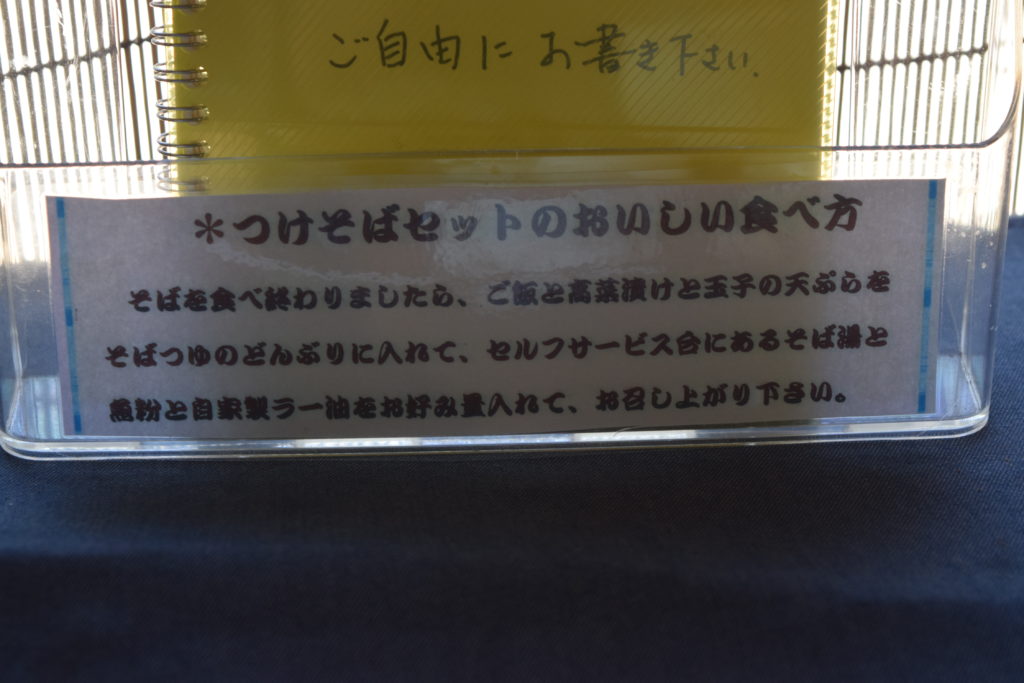 ご自由にお書き下さい.
＊つけそばセットのおいしい食べ方
そばを食べ終わりましたら、ご飯と高菜漬けと玉子の天ぷらを
そばつゆのどんぶりに入れて、セルフサービス台にあるそば湯と
魚粉と自家製ラー油をお好み量入れて、お召し上がり下さい。